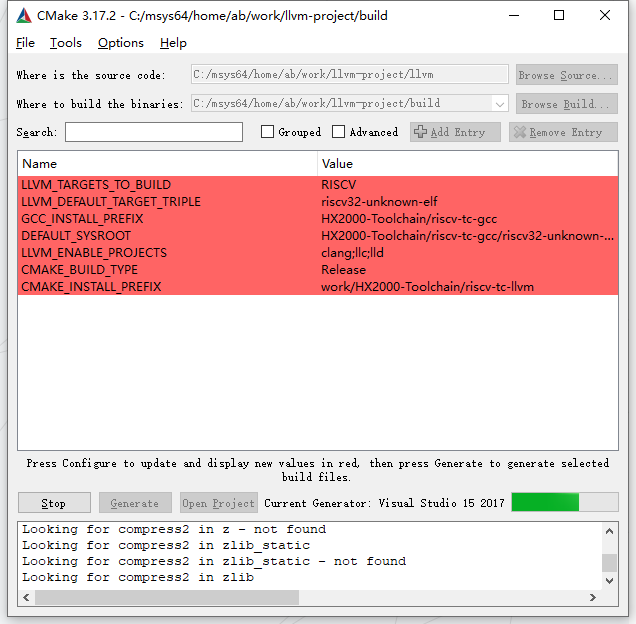 CMake 3.17.2 - C:/msys64/home/ab/work/llvm-project/build
File Tools Options Help
Where is the source code: C:/msys64/home/ab/work/llvm-project/llvm Browse Source...
Where to build the binaries: C:/msys64/home/ab/work/llvm-project/build Browse Build...
Search: Grouped Advanced Add Entry Remove Entry
Name Value
LLVM_TARGETS_TO_BUILD RISCV
LLVM_DEFAULT_TARGET_TRIPLE riscv32-unknown-elf
GCC_INSTALL_PREFIX HX2000-Toolchain/riscv-tc-gcc
DEFAULT_SYSROOT HX2000-Toolchain/riscv-tc-gcc/riscv32-unknown-...
LLVM_ENABLE_PROJECTS clang;llc;lld
CMAKE_BUILD_TYPE Release
CMAKE_INSTALL_PREFIX work/HX2000-Toolchain/riscv-tc-llvm
Press Configure to update and display new values in red, then press Generate to generate selected
build files.
Stop Generate Open Project Current Generator: Visual Studio 15 2017
Looking for compress2 in z - not found
Looking for compress2 in zlib_static
Looking for compress2 in zlib_static - not found
Looking for compress2 in zlib